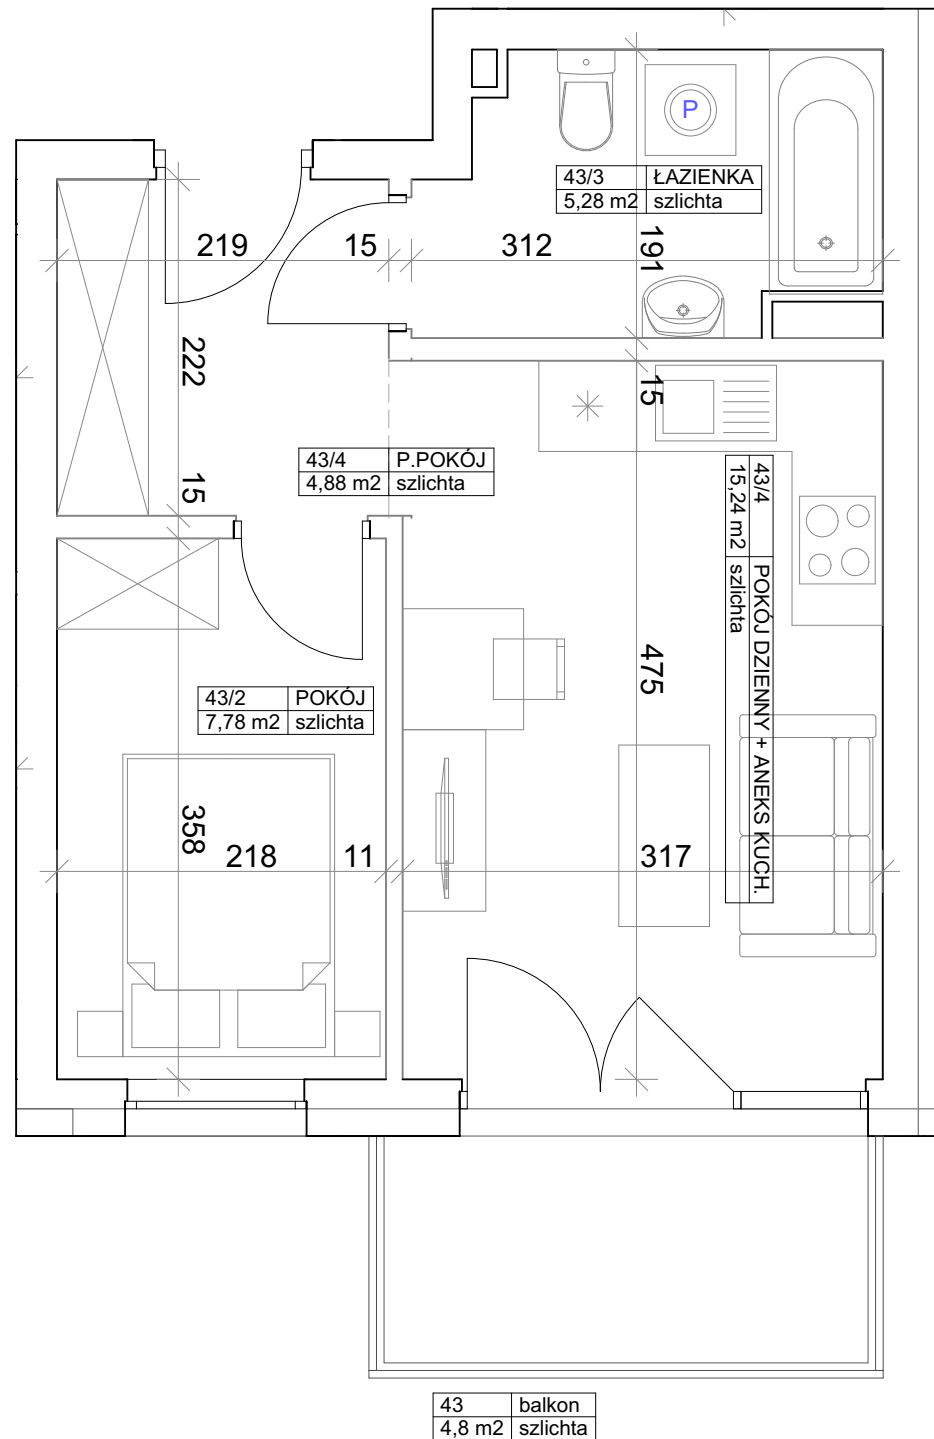 P
43/3 ŁAZIENKA
5,28 m2 szlichta
219 15 312
191
222
15
15
43/4 P.POKÓJ
4,88 m2 szlichta
43/4 POKÓJ DZIENNY + ANEKS KUCH.
15,24 m2 szlichta
475
43/2 POKÓJ
7,78 m2 szlichta
358
218 11 317
43 balkon
4,8 m2 szlichta